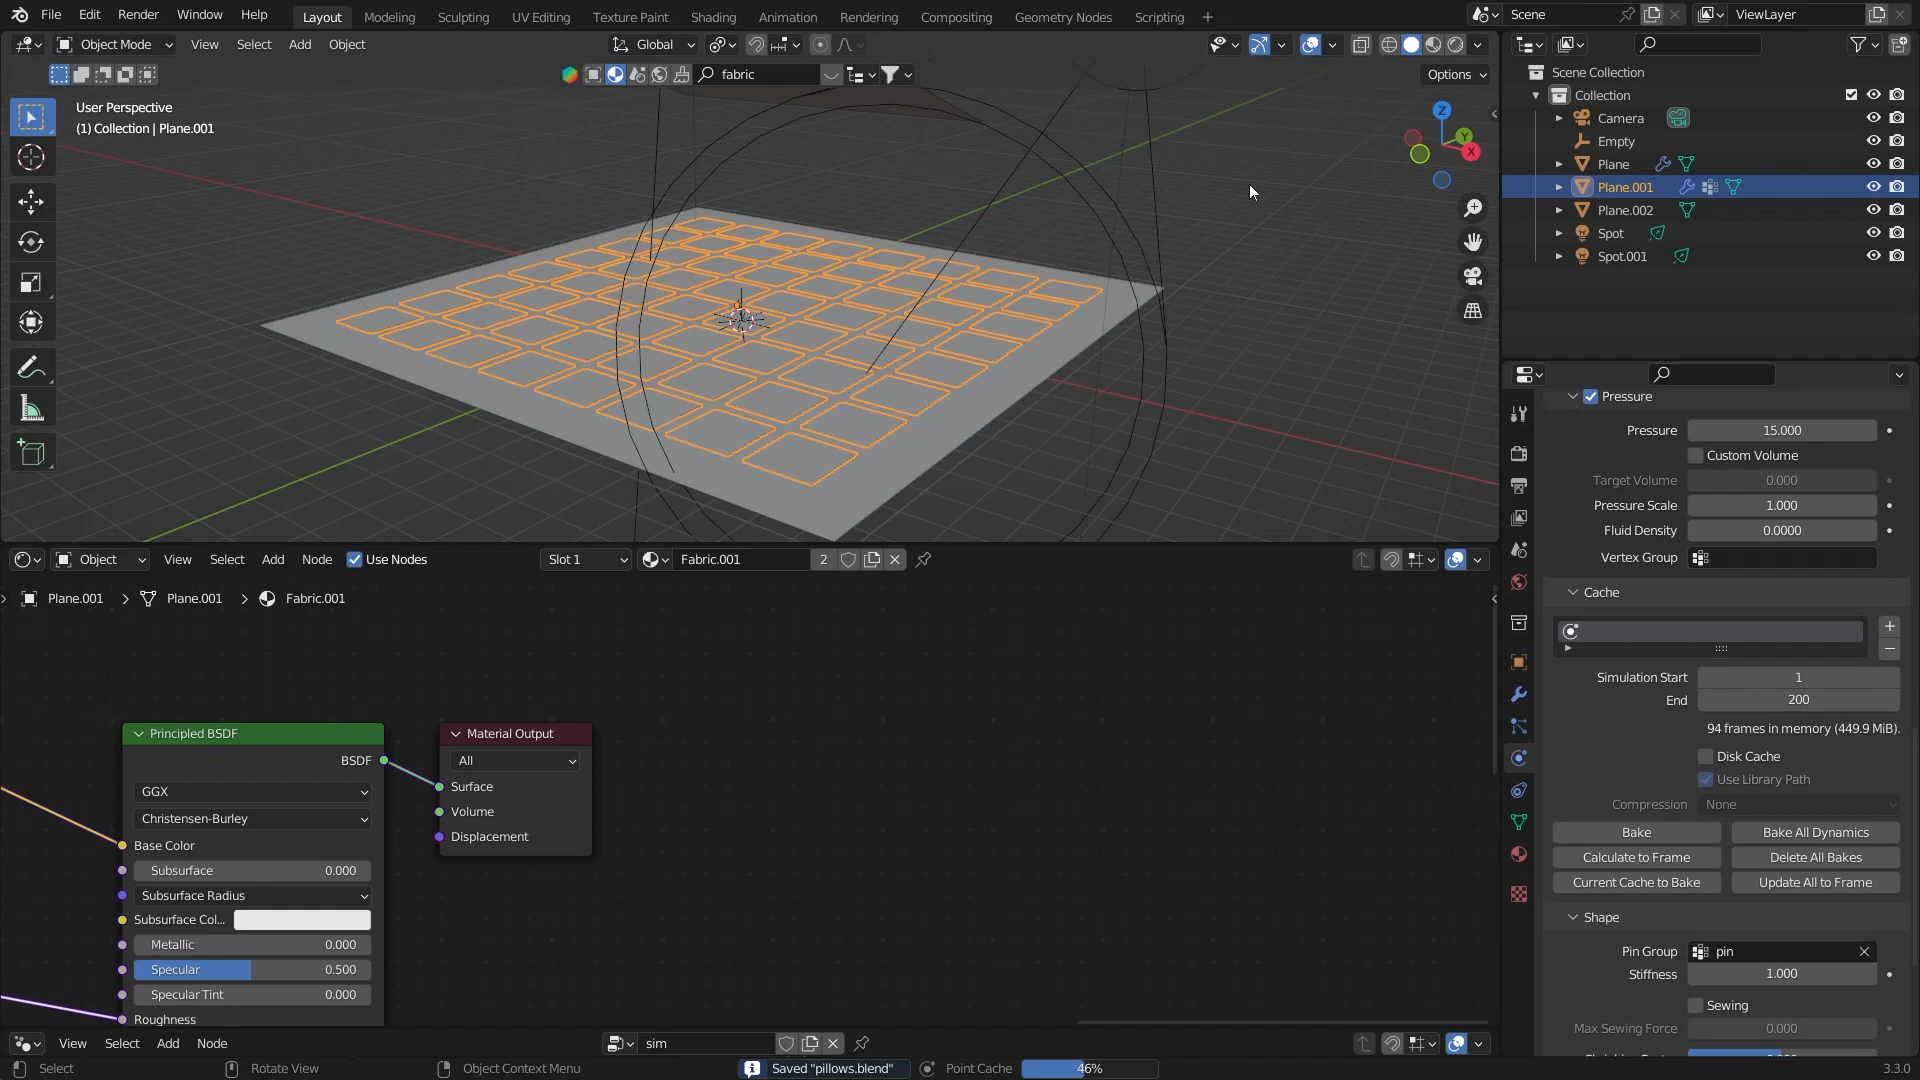 File Edit Render Window Help Layout Modeling Sculpting UV Editing Texture Paint Shading Animation Rendering Compositing Geometry Nodes Scripting + Scene ViewLayer
Object Mode View Select Add Object Global
fabric Options
User Perspective
(1) Collection | Plane.001
Z
Y
X
Scene Collection
Collection
Camera
Empty
Plane
Plane.001
Plane.002
Spot
Spot.001
Pressure
Pressure 15.000
Custom Volume
Target Volume 0.000
Pressure Scale 1.000
Fluid Density 0.0000
Vertex Group
Cache
Simulation Start 1
End 200
94 frames in memory (449.9 MiB).
Disk Cache
Use Library Path
Compression None
Bake Bake All Dynamics
Calculate to Frame Delete All Bakes
Current Cache to Bake Update All to Frame
Shape
Pin Group pin
Stiffness 1.000
Sewing
Max Sewing Force 0.000
Object View Select Add Node Use Nodes Slot 1 Fabric.001 2
Plane.001 > Plane.001 > Fabric.001
Principled BSDF
BSDF
GGX
Christensen-Burley
Base Color
Subsurface 0.000
Subsurface Radius
Subsurface Col...
Metallic 0.000
Specular 0.500
Specular Tint 0.000
Roughness
Material Output
All
Surface
Volume
Displacement
View Select Add Node sim
Select Rotate View Object Context Menu Saved "pillows.blend" Point Cache 46% 3.3.0